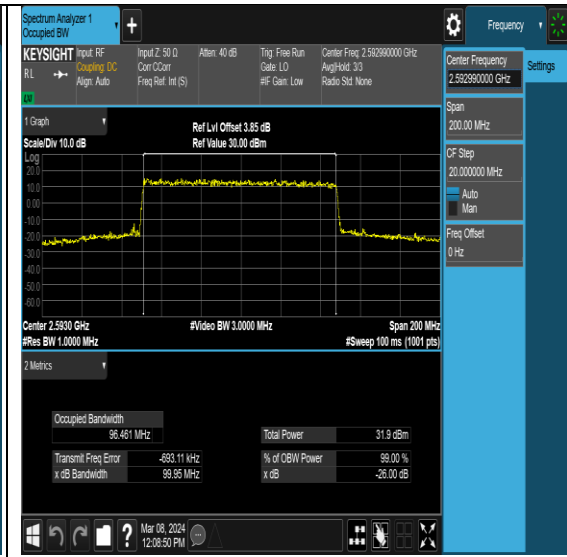 Spectrum Analyzer 1
Occupied BW
Frequency
KEYSIGHT
RL
LXI
Input: RF
Coupling: DC
Align: Auto
Input Z: 50 Ω
Corr CCorr
Freq Ref: Int (S)
Atten: 40 dB
Trig: Free Run
Gate: LO
#IF Gain: Low
Center Freq: 2.592990000 GHz
Avg|Hold: 3/3
Radio Std: None
Center Frequency
2.592990000 GHz
Settings
Span
200.00 MHz
CF Step
20.000000 MHz
Auto
Man
Freq Offset
0 Hz
1 Graph
Scale/Div 10.0 dB
Ref Lvl Offset 3.85 dB
Ref Value 30.00 dBm
Log
20.0
10.0
0.00
-10.0
-20.0
-30.0
-40.0
-50.0
-60.0
Center 2.5930 GHz
#Video BW 3.0000 MHz
Span 200 MHz
#Res BW 1.0000 MHz
#Sweep 100 ms (1001 pts)
2 Metrics
Occupied Bandwidth
96.461 MHz
Total Power 31.9 dBm
Transmit Freq Error -693.11 kHz
% of OBW Power 99.00 %
x dB Bandwidth 99.95 MHz
x dB -26.00 dB
?
Mar 08, 2024
12:08:50 PM